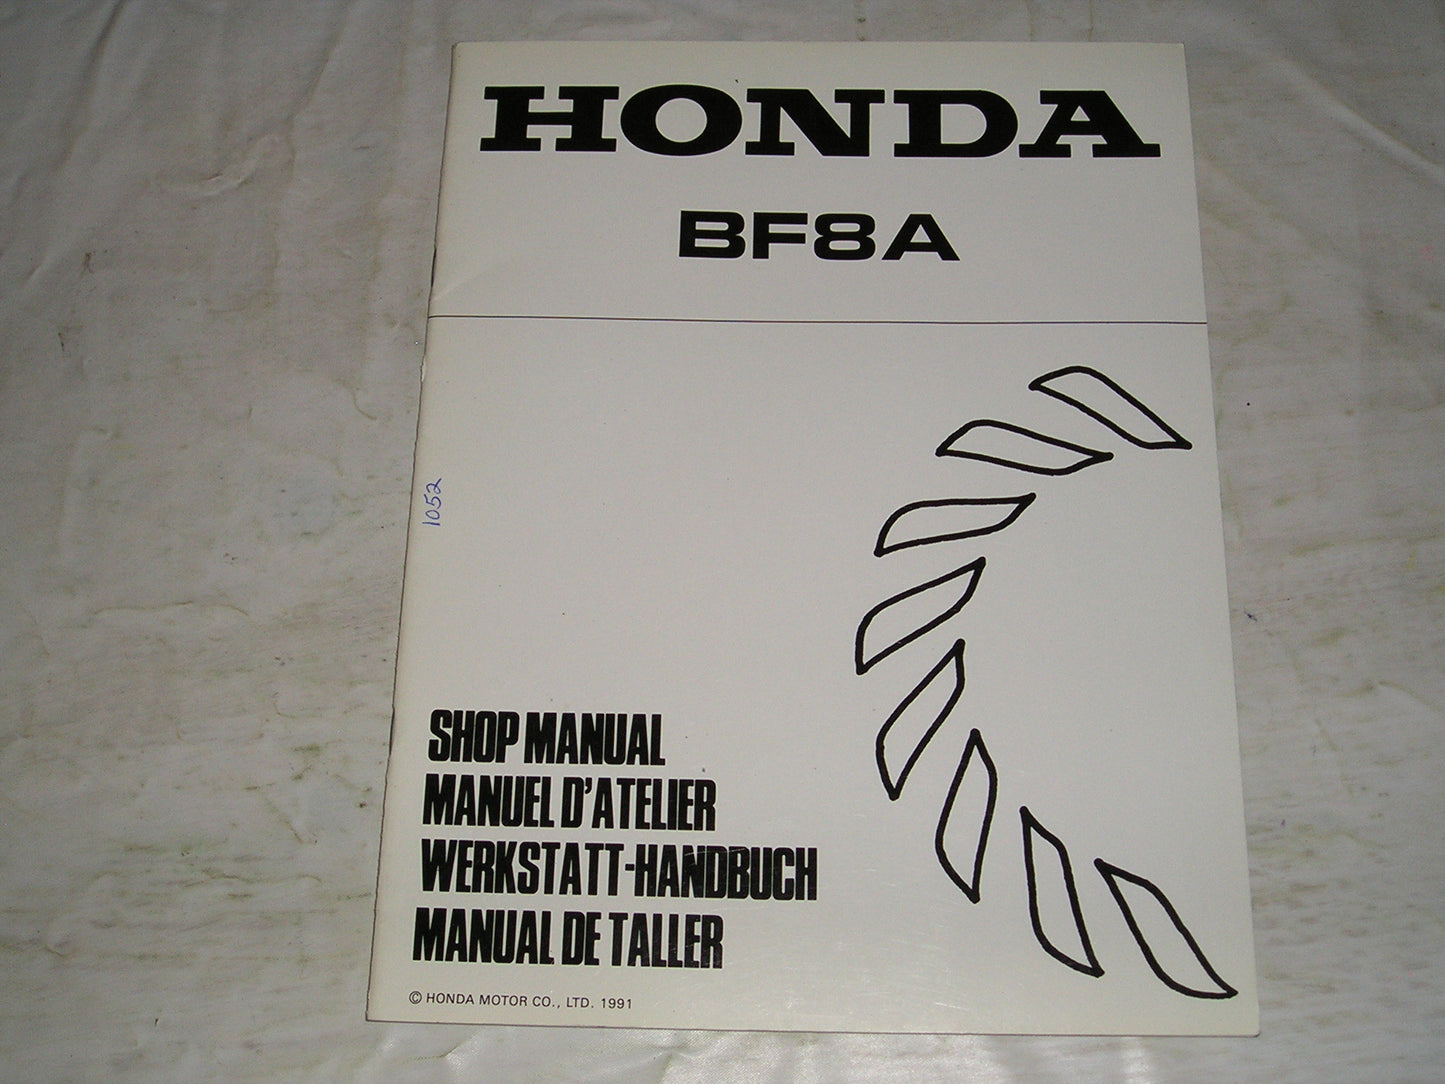 HONDA
BF8A
1052
SHOP MANUAL
MANUEL D'ATELIER
WERKSTATT-HANDBUCH
MANUAL DE TALLER
© HONDA MOTOR CO., LTD. 1991